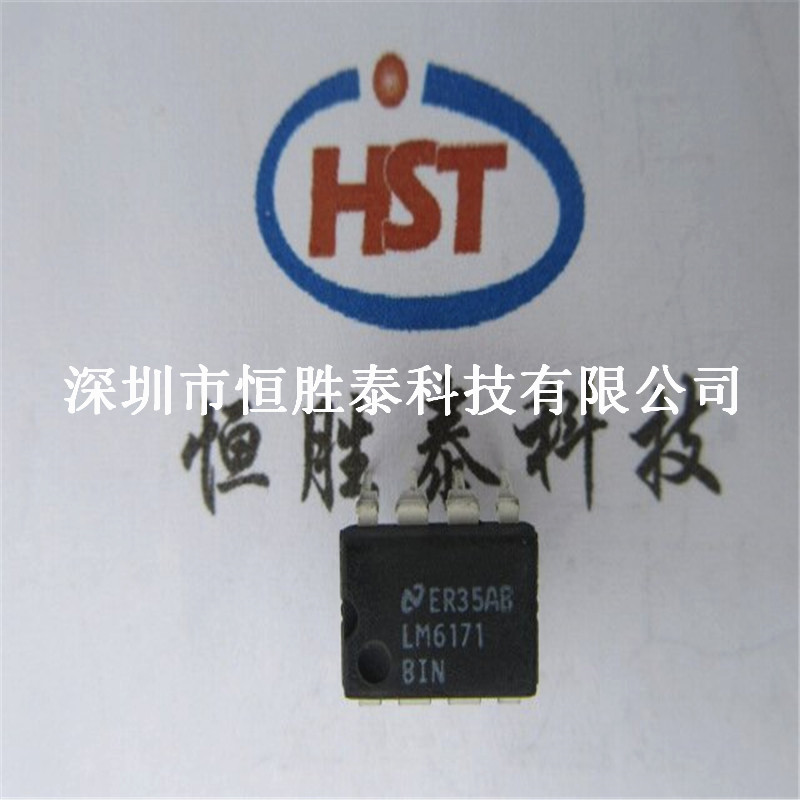 HST
深圳市恒胜泰科技有限公司
恒胜泰科技
ER35AB
LM6171
BIN